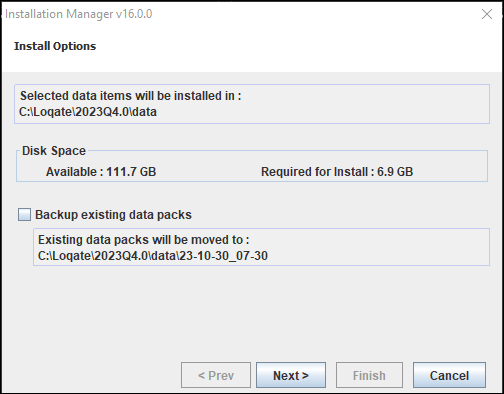 Installation Manager v16.0.0
Install Options
Selected data items will be installed in :
C:\Loqate\2023Q4.0\data
Disk Space
Available : 111.7 GB Required for Install : 6.9 GB
Backup existing data packs
Existing data packs will be moved to :
C:\Loqate\2023Q4.0\data\23-10-30_07-30
< Prev Next > Finish Cancel